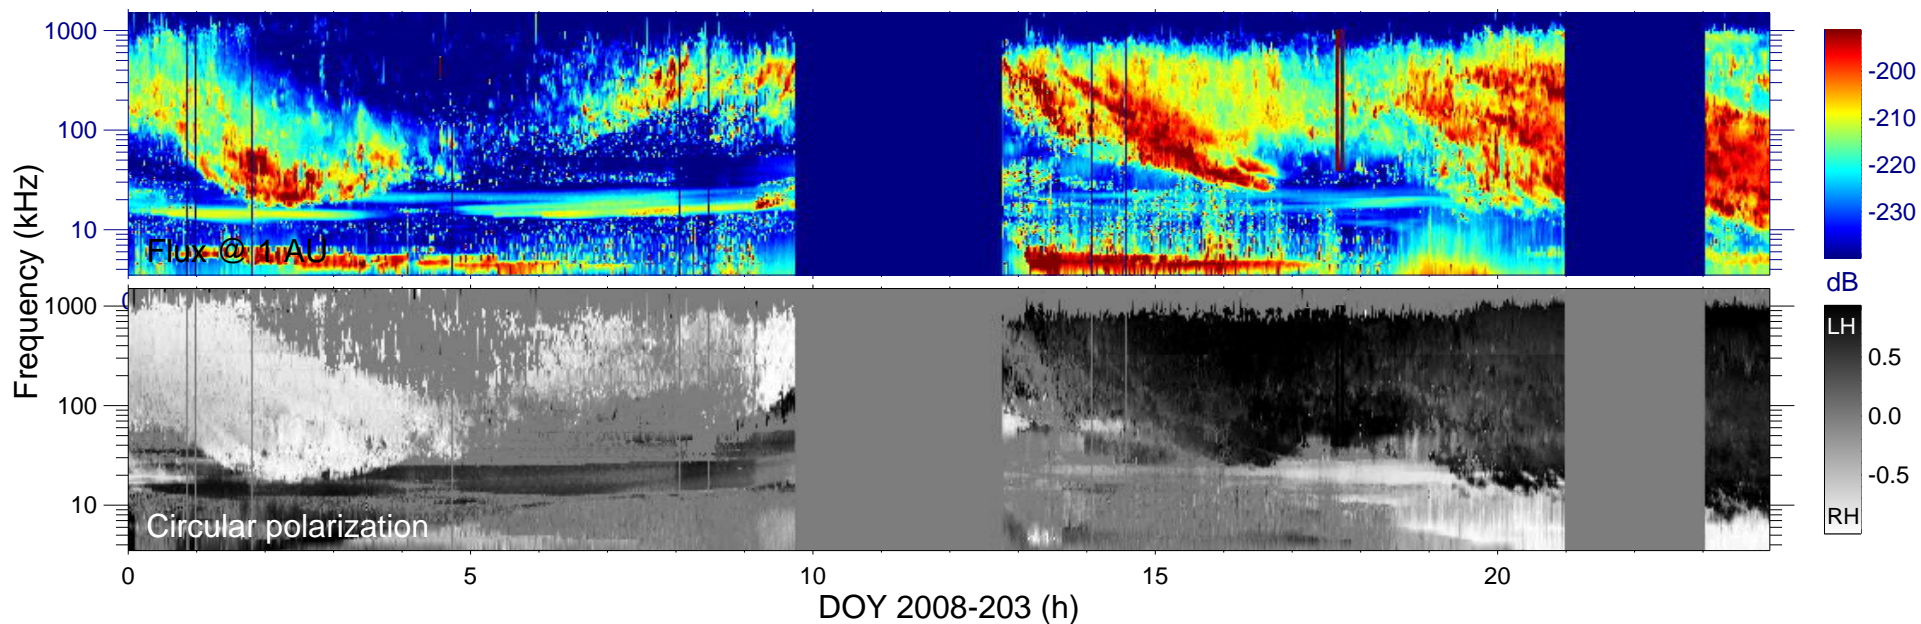 1000
100
10
Flux @ 1 AU
-200
-210
-220
-230
dB
0
Frequency (kHz)
1000
100
10
Circular polarization
LH
0.5
0.0
-0.5
RH
0
5
10
15
20
DOY 2008-203 (h)